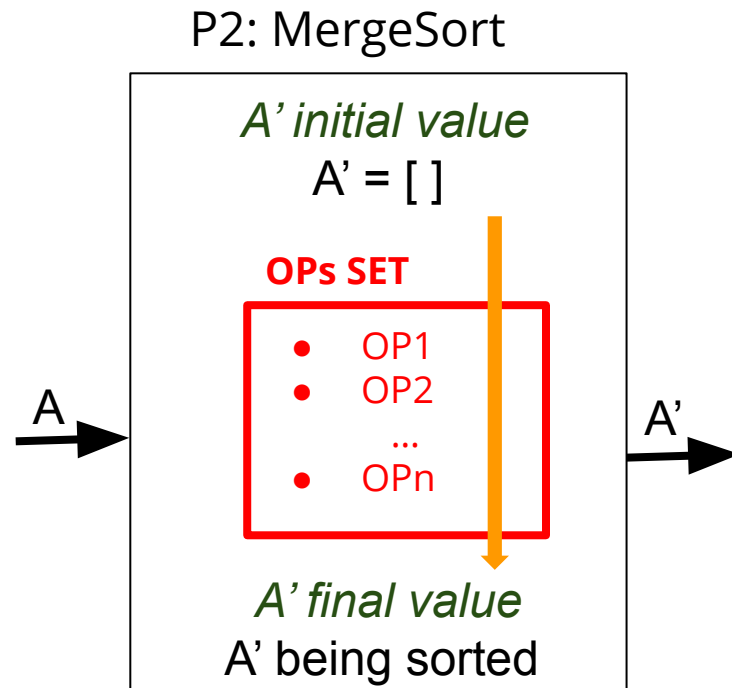 P2: MergeSort
A’ initial value
A’ = [ ]
OPs SET
● OP1
● OP2
...
● OPn
A
A’
A’ final value
A’ being sorted